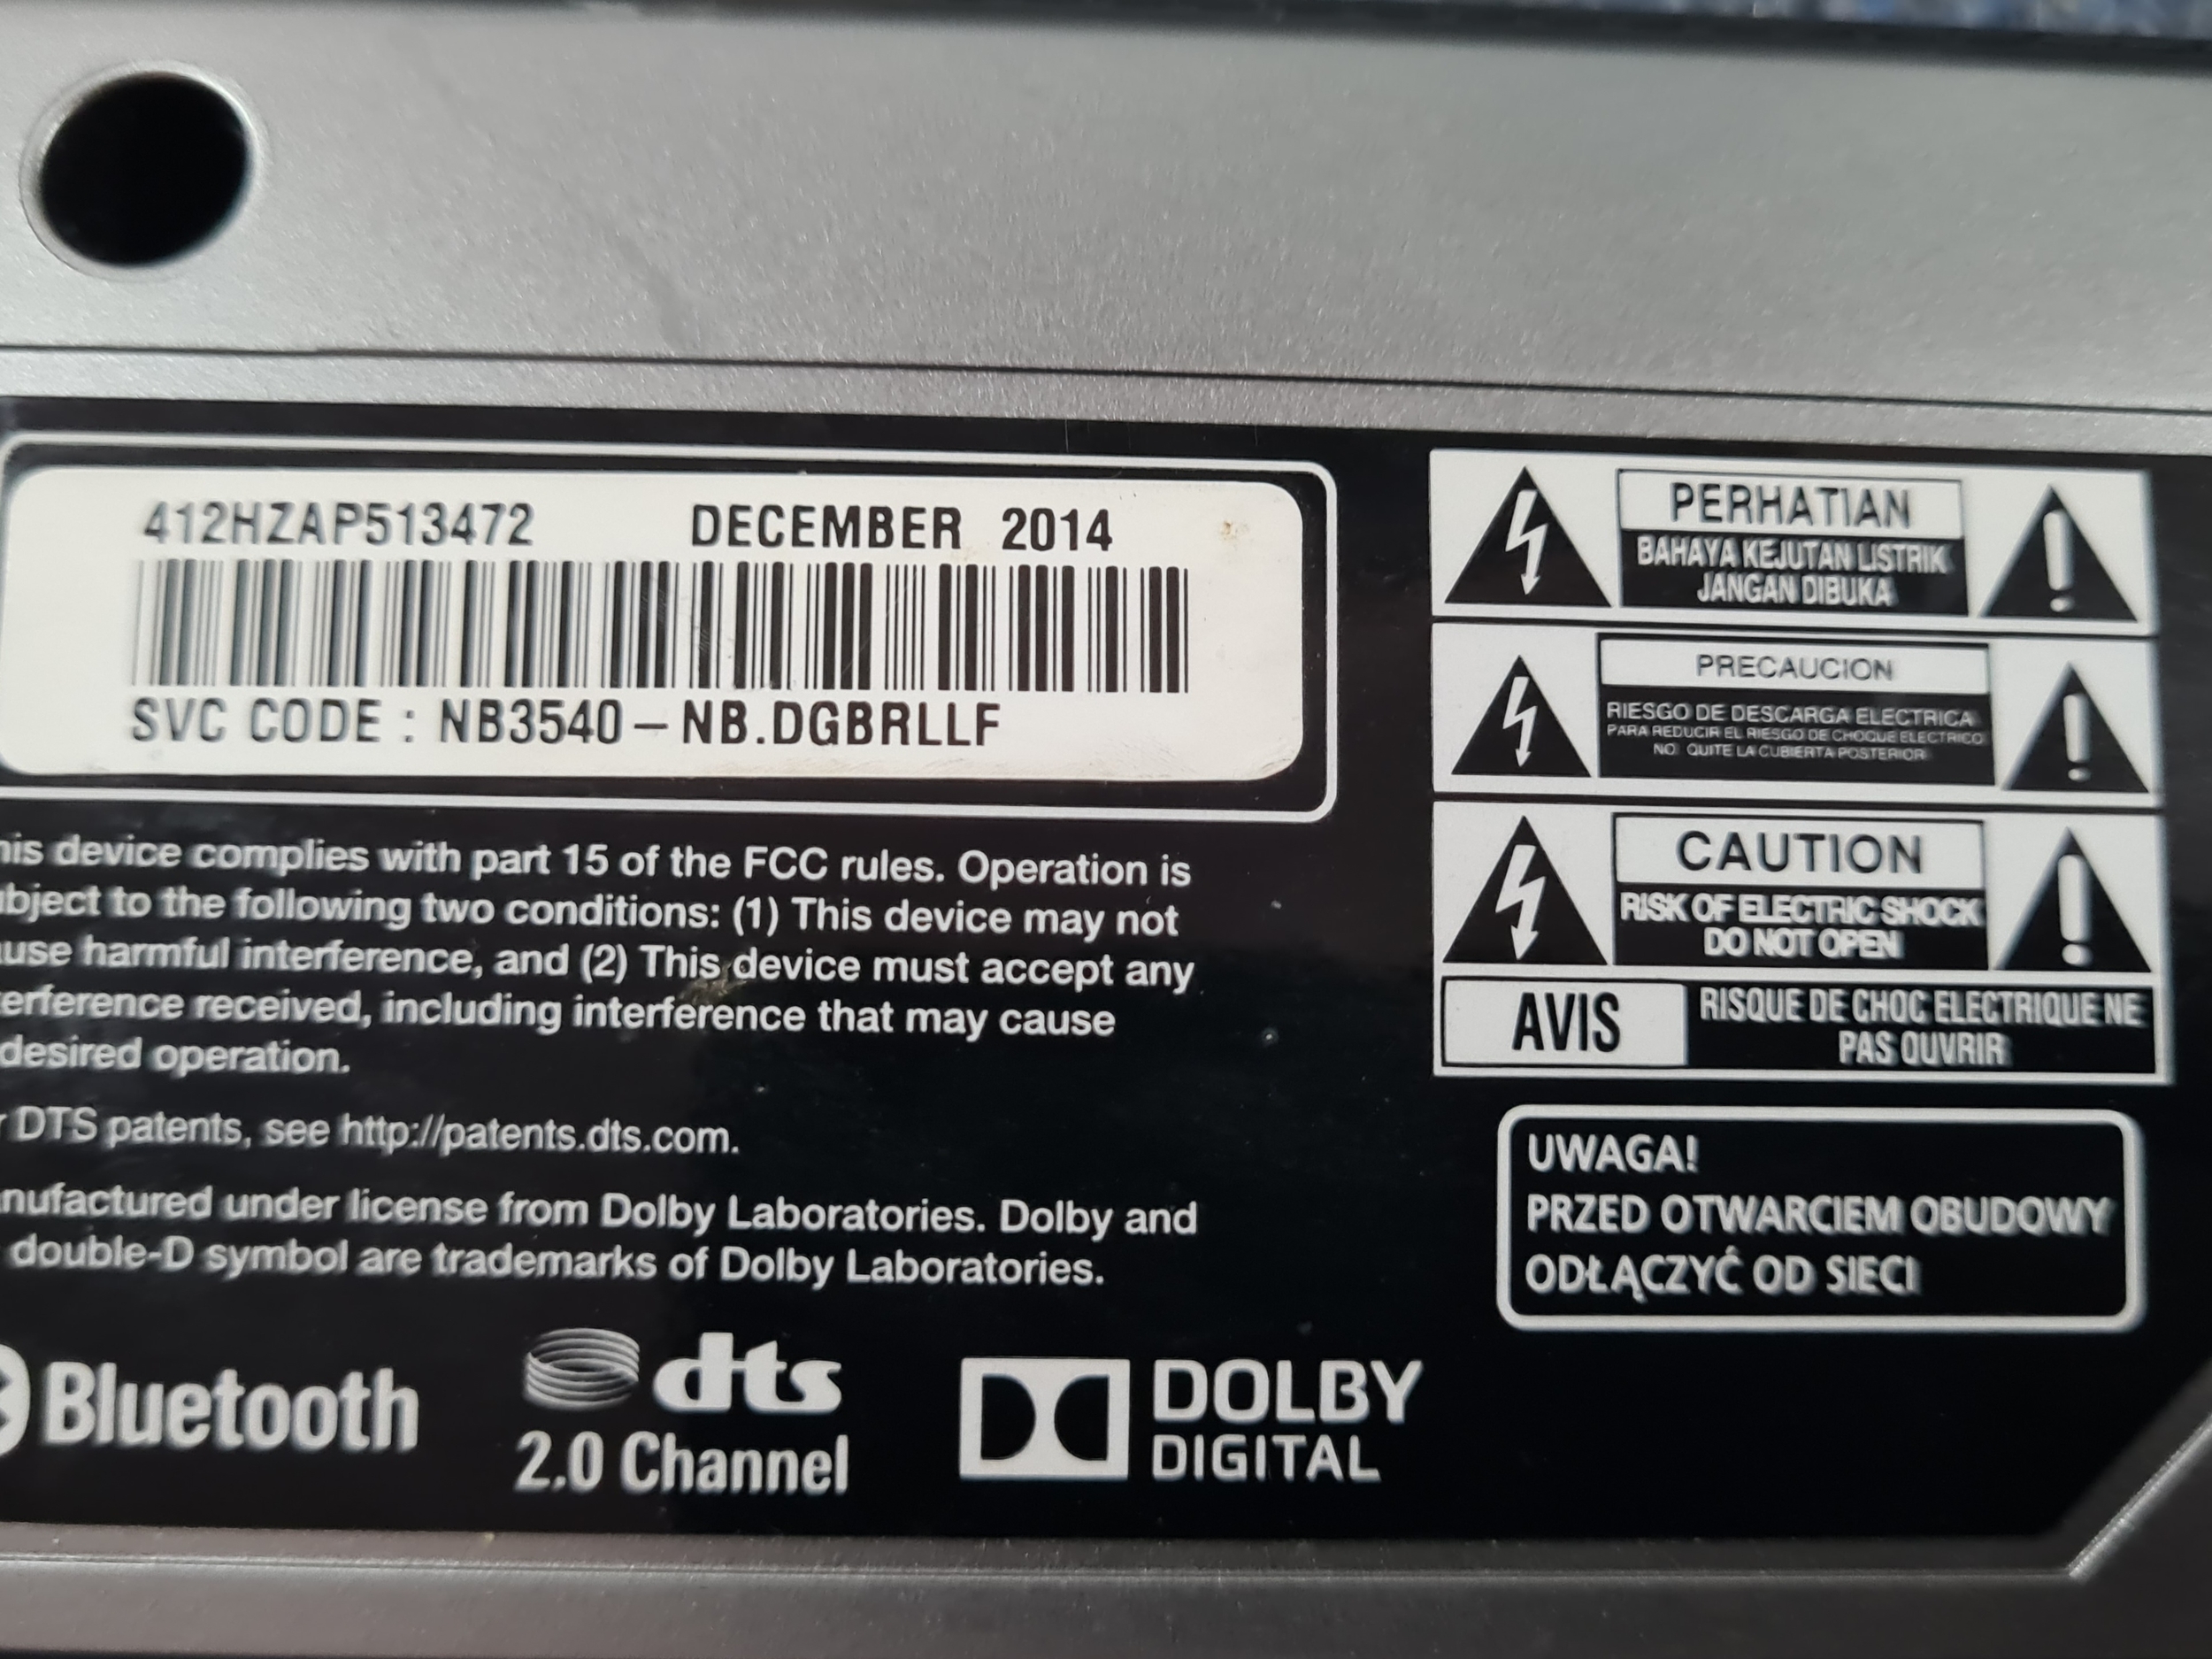 412HZAP513472 DECEMBER 2014
SVC CODE : NB3540-NB.DGBRLLF
his device complies with part 15 of the FCC rules. Operation is
bject to the following two conditions: (1) This device may not
use harmful interference, and (2) This device must accept any
erference received, including interference that may cause
desired operation.
r DTS patents, see http://patents.dts.com.
nufactured under license from Dolby Laboratories. Dolby and
double-D symbol are trademarks of Dolby Laboratories.
Bluetooth
dts
2.0 Channel
DOLBY
DIGITAL
PERHATIAN
BAHAYA KEJUTAN LISTRIK
JANGAN DIBUKA
PRECAUCION
RIESGO DE DESCARGA ELECTRICA
PARA REDUCIR EL RIESGO DE CHOQUE ELECTRICO
NO QUITE LA CUBIERTA POSTERIOR
CAUTION
RISK OF ELECTRIC SHOCK
DO NOT OPEN
AVIS
RISQUE DE CHOC ELECTRIQUE NE
PAS OUVRIR
UWAGA!
PRZED OTWARCIEM OBUDOWY
ODŁĄCZYĆ OD SIECI